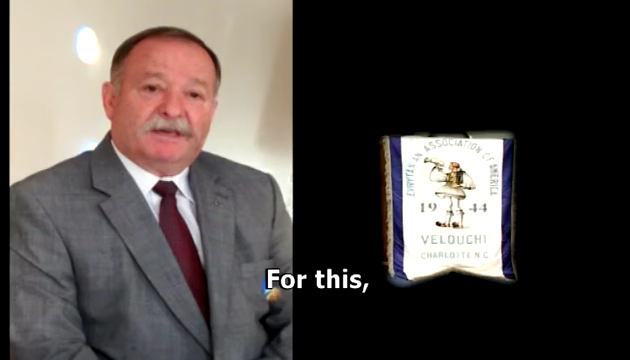 EVRYTANIAN ASSOCIATION OF AMERICA
19 44
VELOUCHI
CHARLOTTE N.C.
For this,